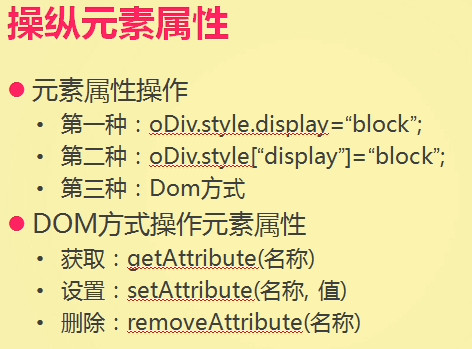 操纵元素属性
● 元素属性操作
• 第一种：oDiv.style.display=“block”;
• 第二种：oDiv.style[“display”]=“block”;
• 第三种：Dom方式
● DOM方式操作元素属性
• 获取：getAttribute(名称)
• 设置：setAttribute(名称, 值)
• 删除：removeAttribute(名称)